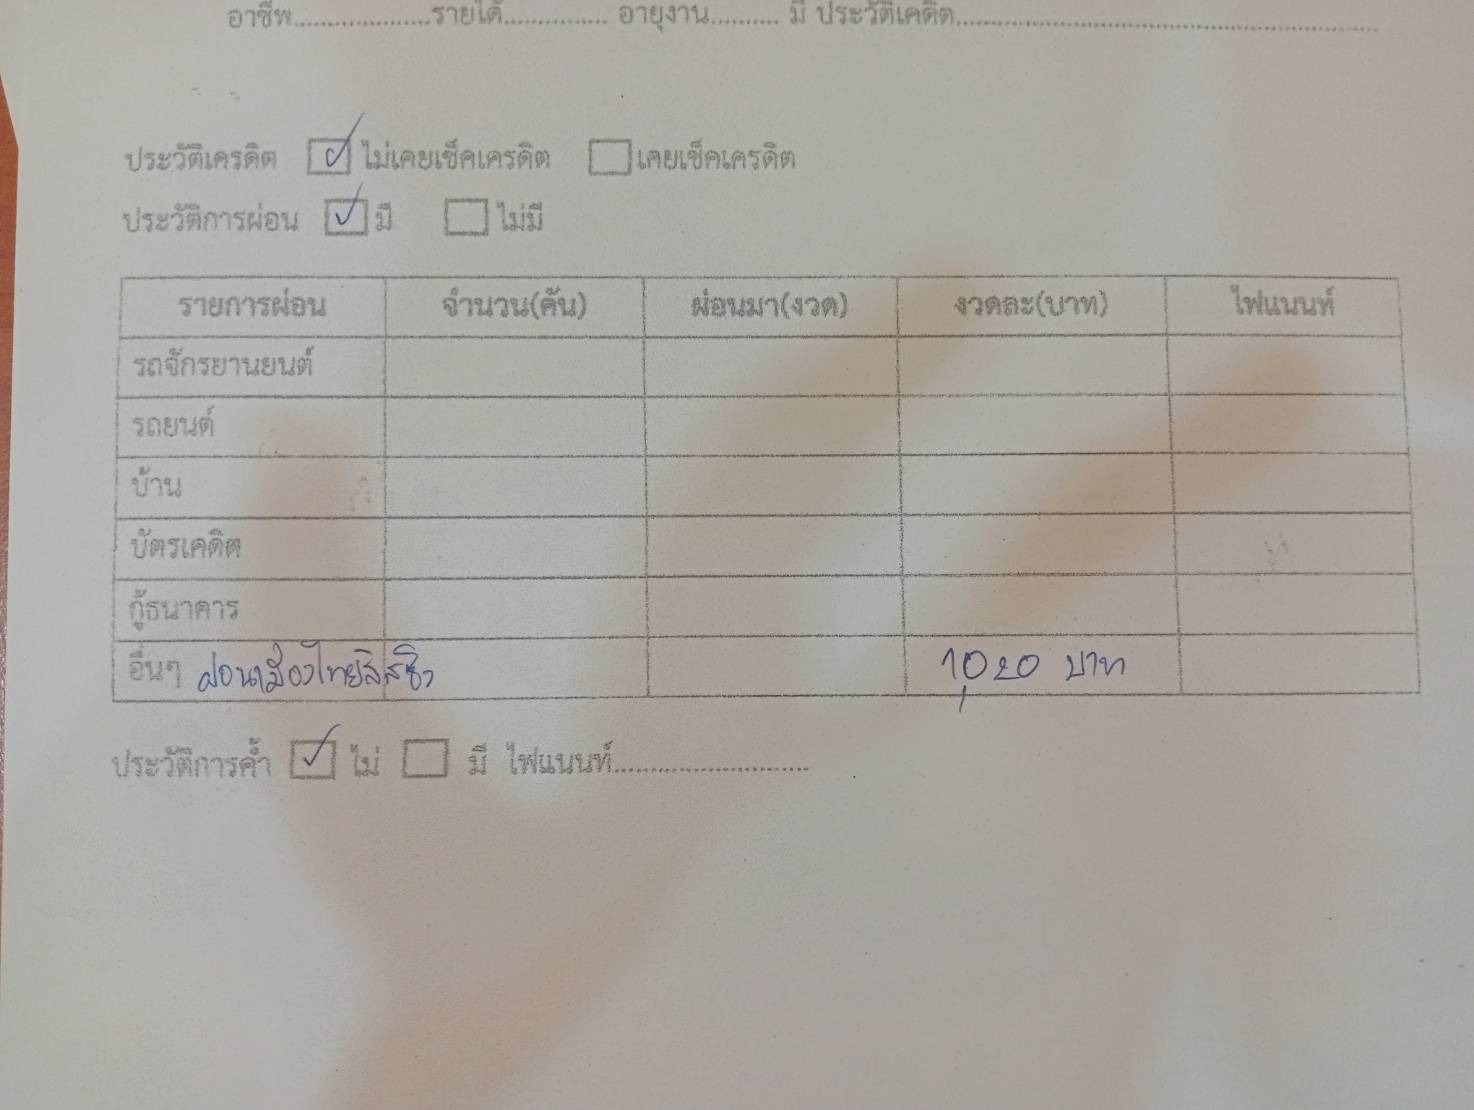 อาชีพ....................รายได้............... อายุงาน.......... มี ประวัติเคดิต..............................................................
ประวัติเครดิต ☑ ไม่เคยเช็คเครดิต ☐ เคยเช็คเครดิต
ประวัติการผ่อน ☑ มี ☐ ไม่มี
รายการผ่อน จำนวน(คัน) ผ่อนมา(งวด) งวดละ(บาท) ไฟแนนท์
รถจักรยานยนต์
รถยนต์
บ้าน
บัตรเคดิต
กู้ธนาคาร
อื่นๆ ผ่อนเมืองไทยลิสซิ่ง 1,020 บาท
ประวัติการค้ำ ☑ ไม่ ☐ มี ไฟแนนท์............................